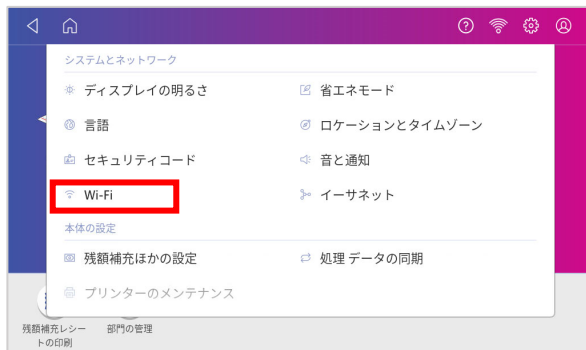 システムとネットワーク
ディスプレイの明るさ
省エネモード
言語
ロケーションとタイムゾーン
セキュリティコード
音と通知
Wi-Fi
イーサネット
本体の設定
残額補充ほかの設定
処理 データの同期
プリンターのメンテナンス
残額補充レシー
トの印刷
部門の管理